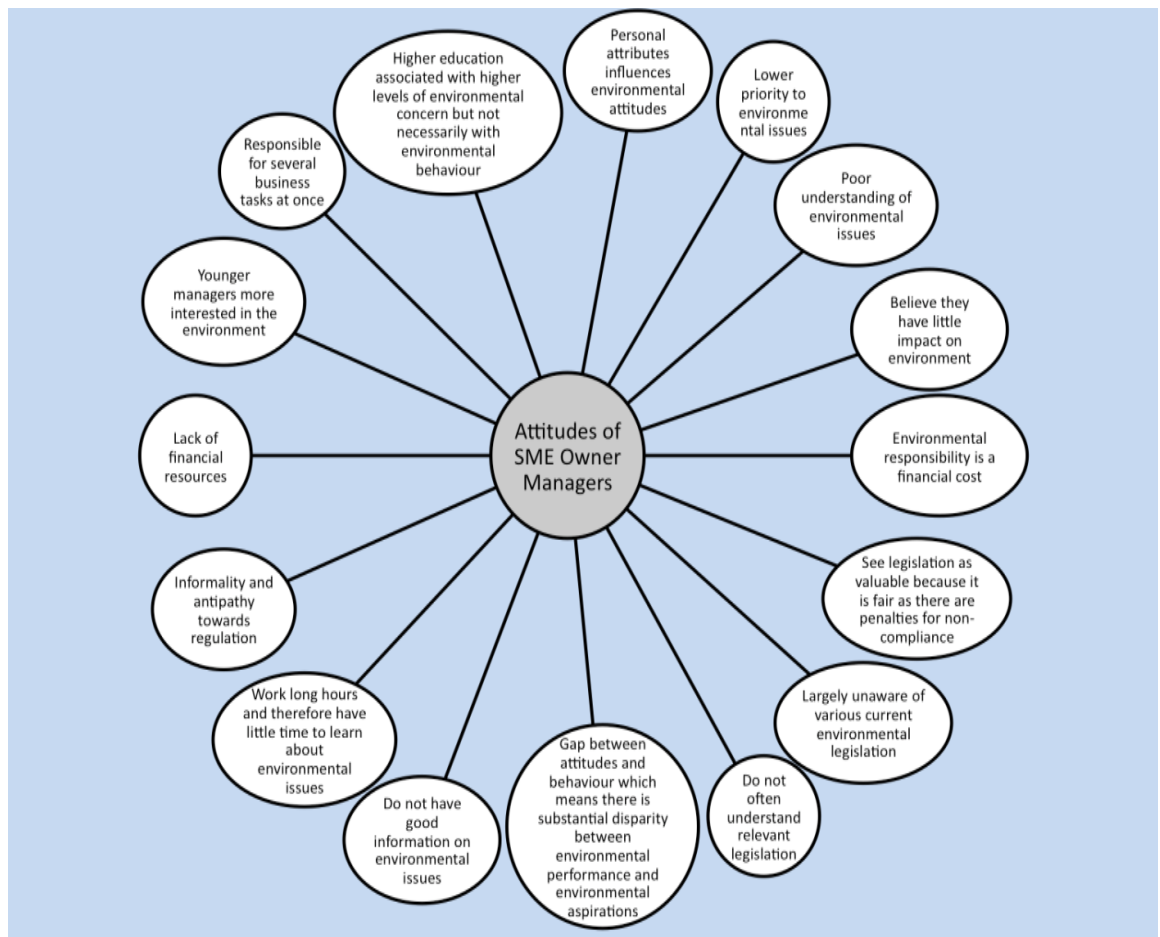 Personal
attributes
influences
environmental
attitudes
Lower
priority to
environme
ntal issues
Poor
understanding of
environmental
issues
Believe they
have little
impact on
environment
Environmental
responsibility is a
financial cost
See legislation as
valuable because it
is fair as there are
penalties for non-
compliance
Largely unaware of
various current
environmental
legislation
Do not
often
understand
relevant
legislation
Gap between
attitudes and
behaviour which
means there is
substantial disparity
between
environmental
performance and
environmental
aspirations
Do not have
good
information on
environmental
issues
Work long hours
and therefore have
little time to learn
about
environmental
issues
Informality and
antipathy
towards
regulation
Lack of
financial
resources
Younger
managers more
interested in the
environment
Responsible
for several
business
tasks at once
Higher education
associated with higher
levels of environmental
concern but not
necessarily with
environmental
behaviour
Attitudes of
SME Owner
Managers